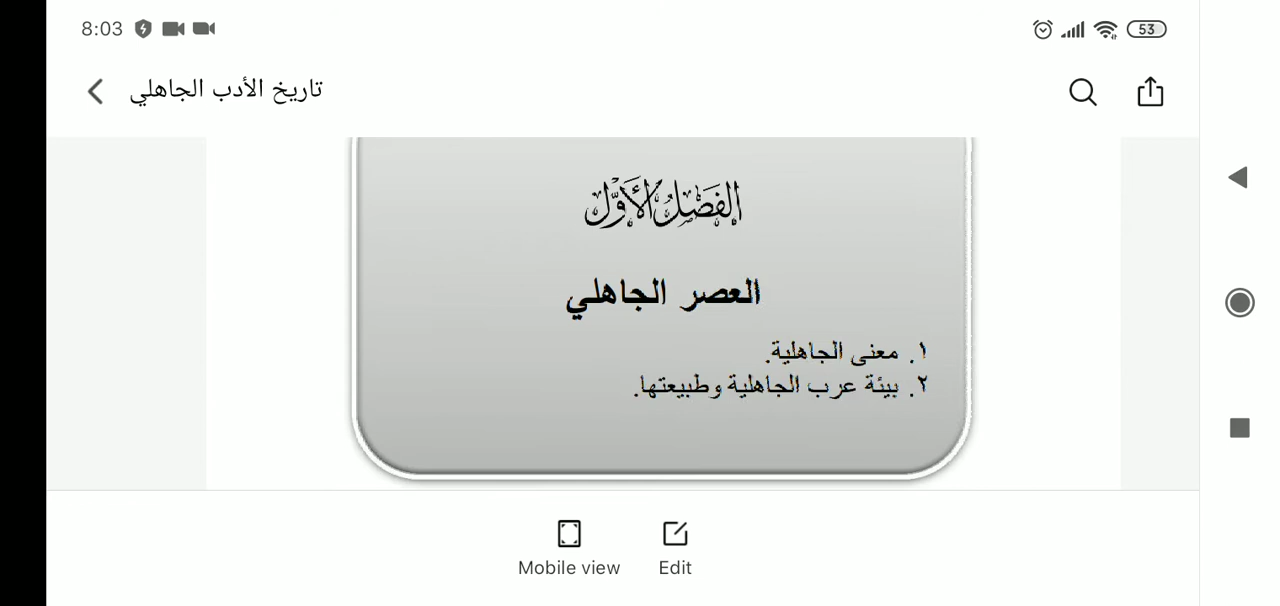 8:03
53
تاريخ الأدب الجاهلي
الفَصْلُ الأَوَّل
العصر الجاهلي
١. معنى الجاهلية.
٢. بيئة عرب الجاهلية وطبيعتها.
Mobile view
Edit